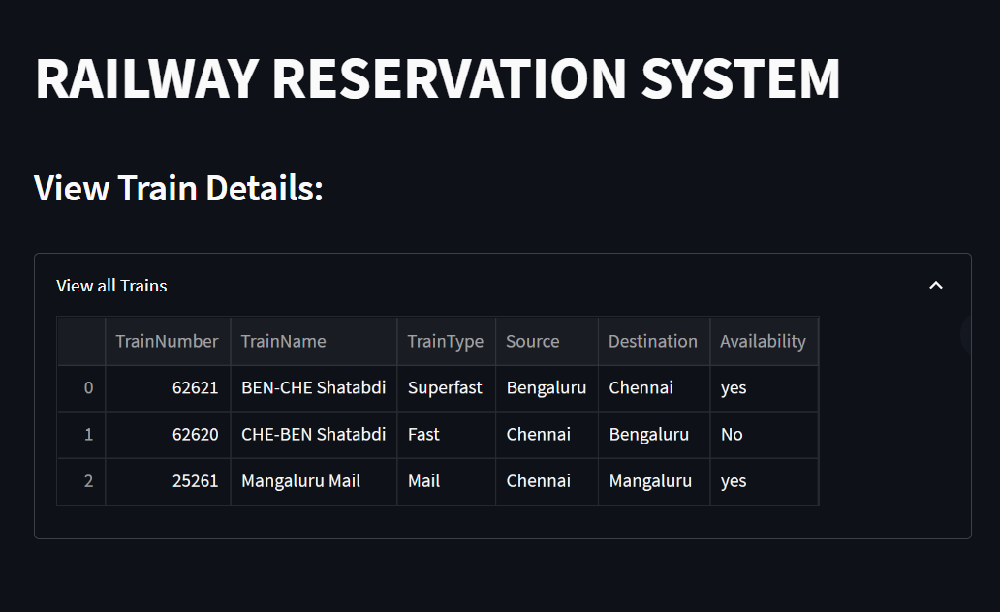 RAILWAY RESERVATION SYSTEM
View Train Details:
View all Trains
TrainNumber TrainName TrainType Source Destination Availability
0 62621 BEN-CHE Shatabdi Superfast Bengaluru Chennai yes
1 62620 CHE-BEN Shatabdi Fast Chennai Bengaluru No
2 25261 Mangaluru Mail Mail Chennai Mangaluru yes